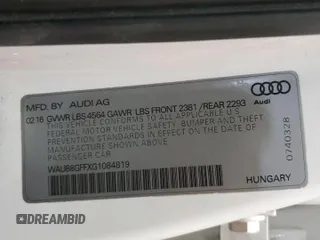 MFD. BY AUDI AG
02 16 GVWR LBS 4564 GAWR LBS FRONT 2381 / REAR 2293
THIS VEHICLE CONFORMS TO ALL APPLICABLE U.S.
FEDERAL MOTOR VEHICLE SAFETY, BUMPER AND THEFT
PREVENTION STANDARDS IN EFFECT ON THE DATE OF
MANUFACTURE SHOWN ABOVE.
PASSENGER CAR
WAUB8GFFXG1084819
Audi
0740328
HUNGARY
DREAMBID